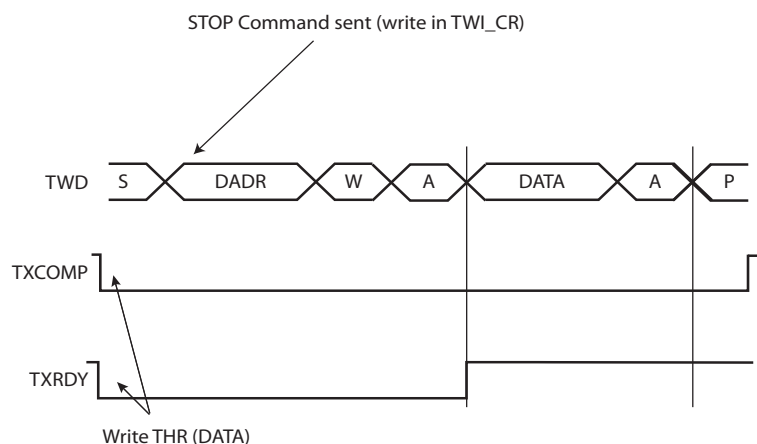 STOP Command sent (write in TWI_CR)
TWD S DADR W A DATA A P
TXCOMP
TXRDY
Write THR (DATA)